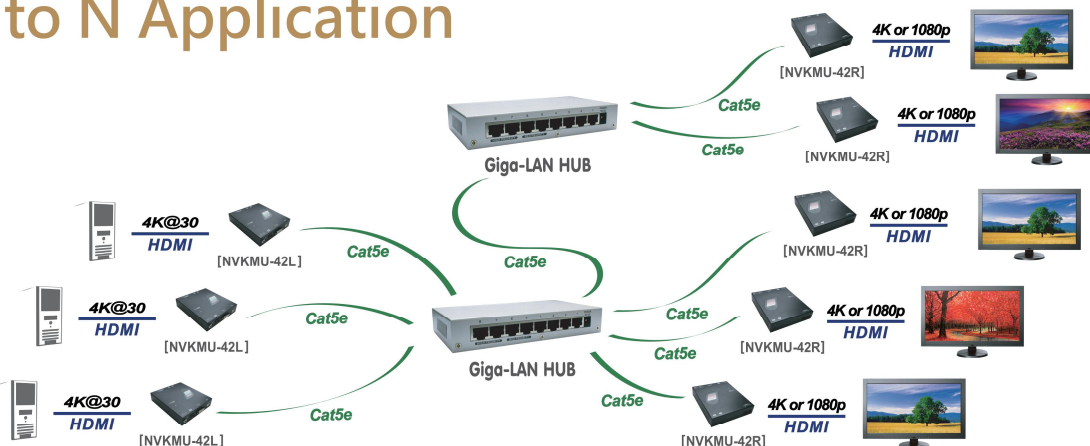 to N Application
4K or 1080p
HDMI
[NVKMU-42R]
Cat5e
4K or 1080p
HDMI
[NVKMU-42R]
Cat5e
Giga-LAN HUB
4K@30
HDMI
[NVKMU-42L]
Cat5e
Cat5e
4K or 1080p
HDMI
[NVKMU-42R]
4K@30
HDMI
[NVKMU-42L]
Cat5e
Giga-LAN HUB
Cat5e
4K or 1080p
HDMI
[NVKMU-42R]
Cat5e
4K@30
HDMI
[NVKMU-42L]
Cat5e
Cat5e
4K or 1080p
HDMI
[NVKMU-42R]